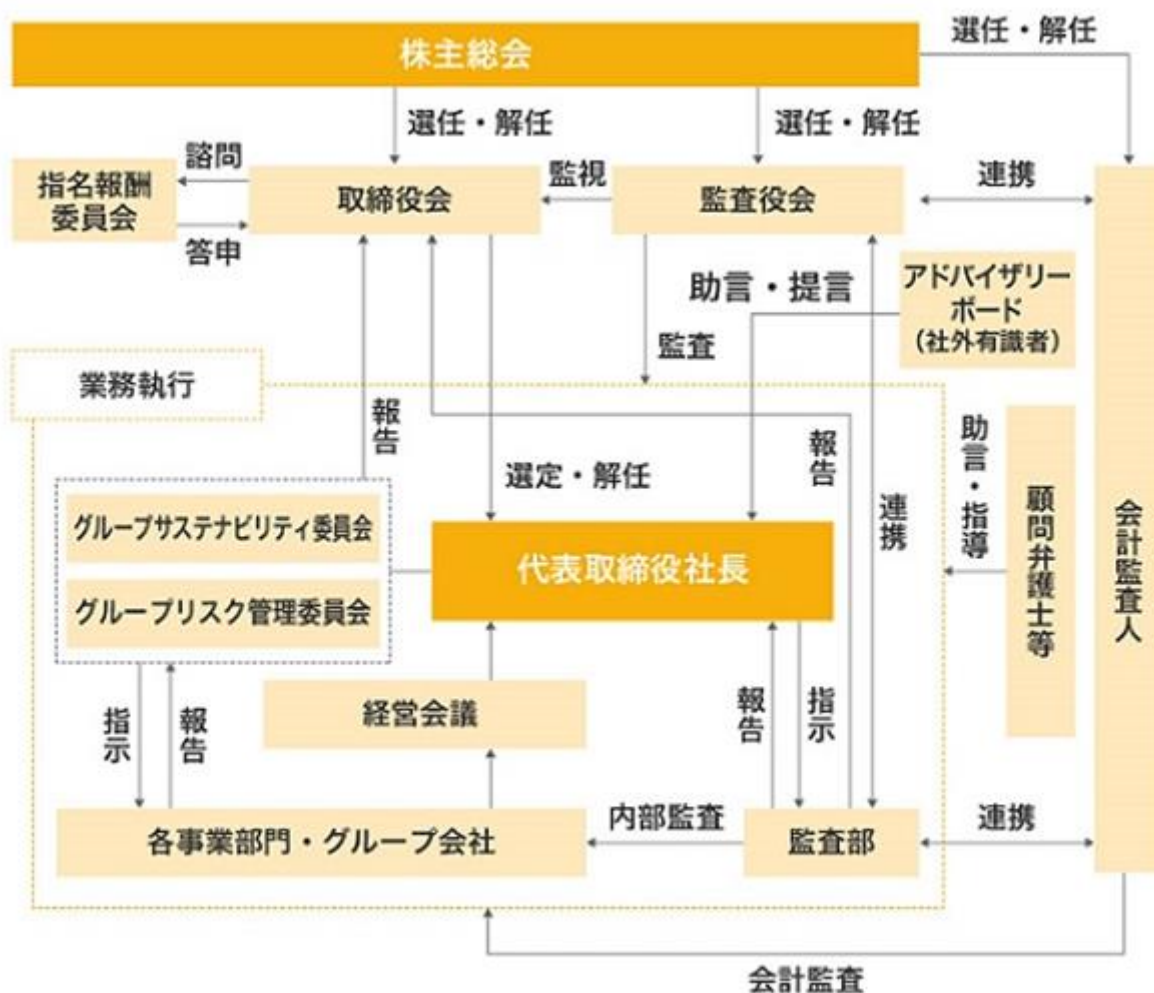 株主総会
選任・解任
選任・解任
選任・解任
諮問
指名報酬
委員会
答申
取締役会
監視
監査役会
連携
助言・提言
アドバイザリー
ボード
（社外有識者）
監査
業務執行
報告
選定・解任
報告
連携
助言・指導
顧問弁護士等
会計監査人
グループサステナビリティ委員会
グループリスク管理委員会
代表取締役社長
指示
報告
経営会議
報告
指示
各事業部門・グループ会社
内部監査
監査部
連携
会計監査